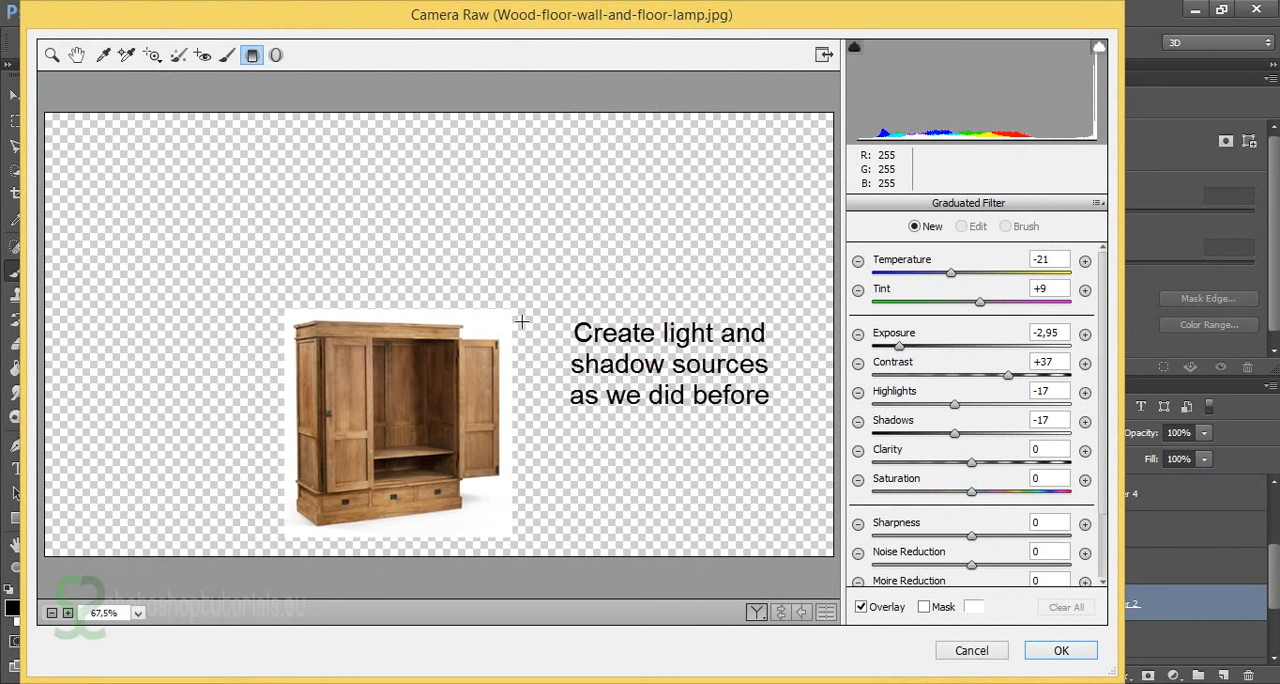 Camera Raw (Wood-floor-wall-and-floor-lamp.jpg)
3D
R: 255
G: 255
B: 255
Graduated Filter
New
Edit
Brush
Temperature -21
Tint +9
Mask Edge...
Color Range...
Exposure -2,95
Contrast +37
Highlights -17
Shadows -17
Clarity 0
Saturation 0
Create light and
shadow sources
as we did before
Opacity: 100%
Fill: 100%
Sharpness 0
Noise Reduction 0
Moire Reduction 0
photoshoptutorials.eu
67,5%
Y
Overlay
Mask
Clear All
Cancel
OK